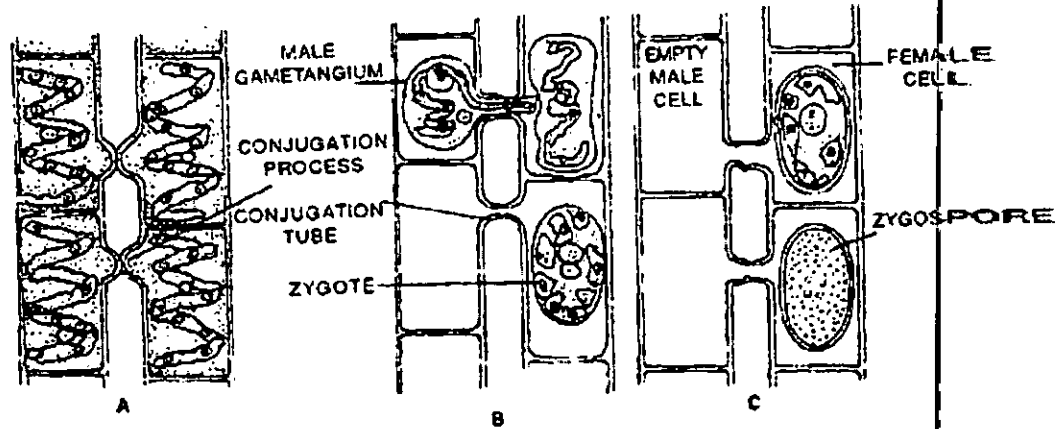 MALE
GAMETANGIUM
CONJUGATION
PROCESS
CONJUGATION
TUBE
ZYGOTE
EMPTY
MALE
CELL
FEMALE
CELL
ZYGOSPORE
A
B
C